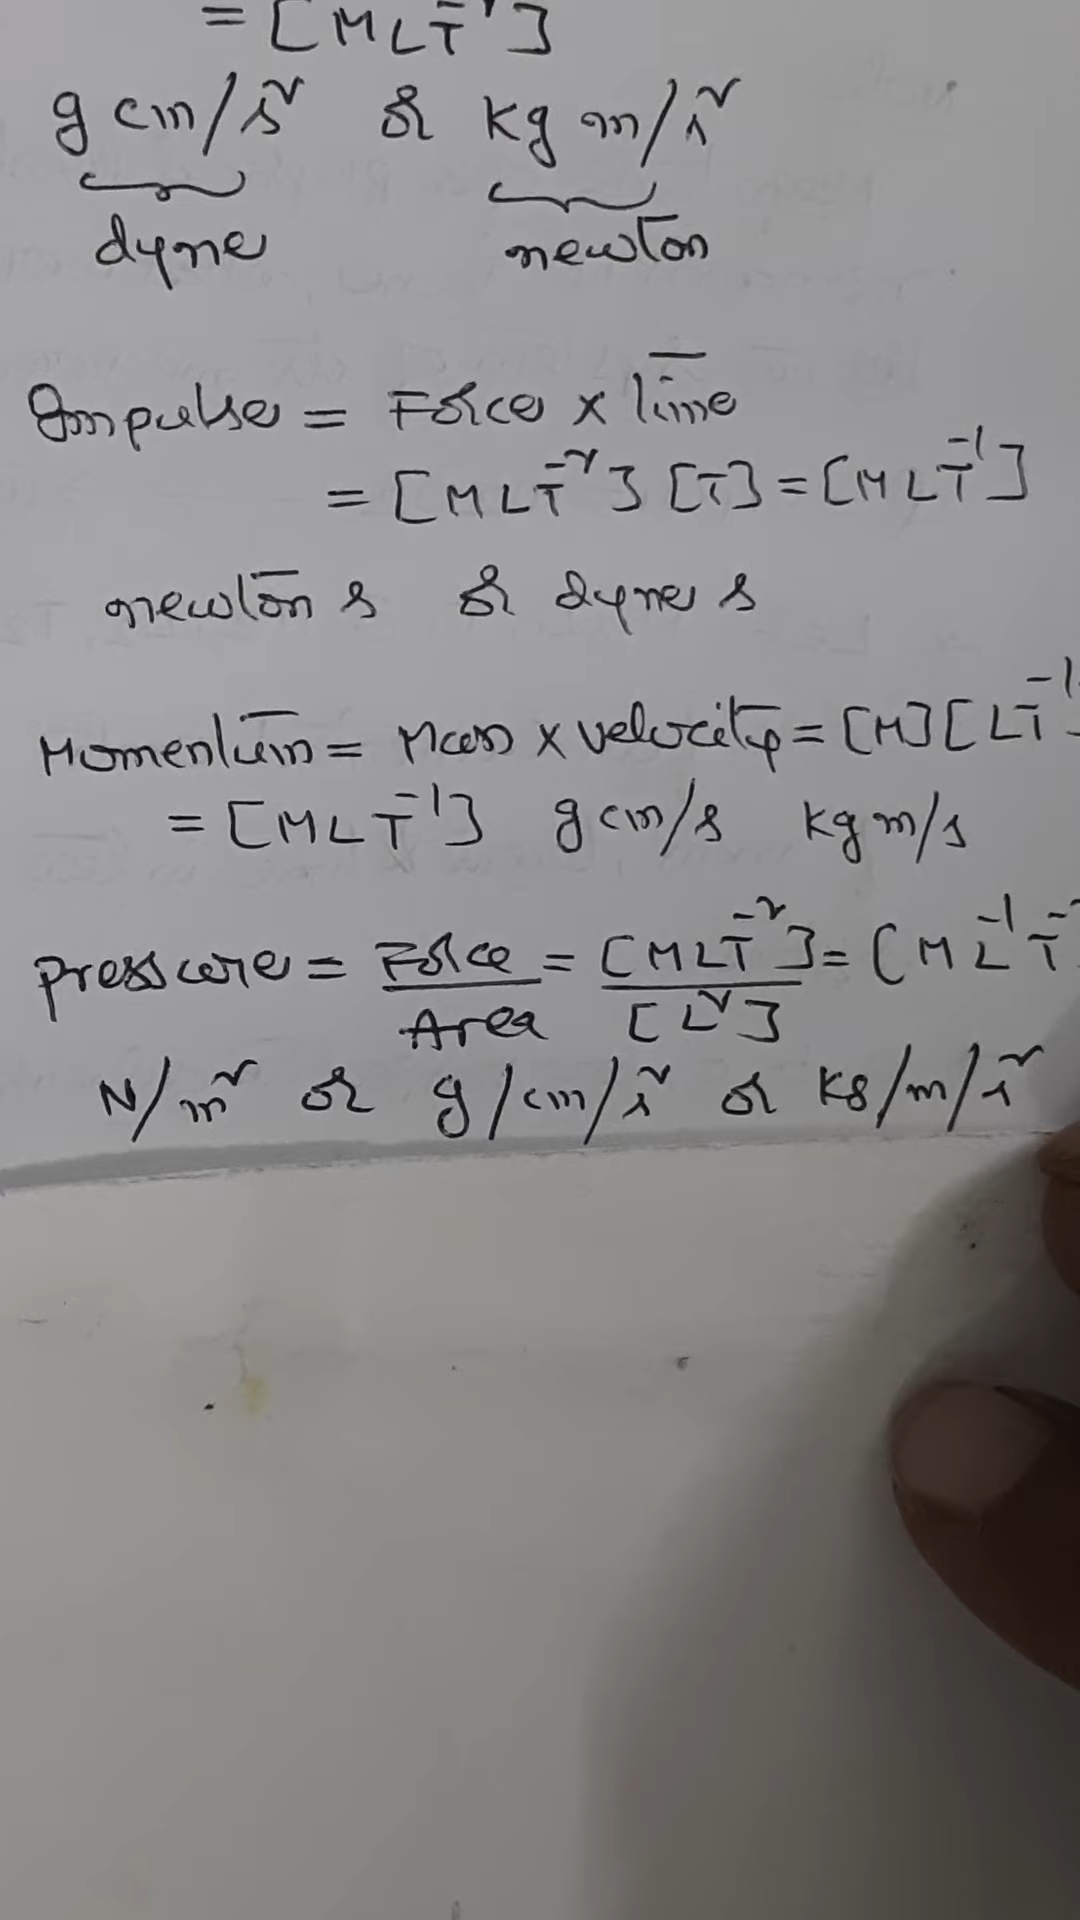 = [MLT⁻²]
g cm/s² or kg m/s²
dyne newton
Impulse = Force × time
= [MLT⁻²] [T] = [MLT⁻¹]
newton s or dyne s
Momentum = Mass × velocity = [M] [LT⁻¹]
= [MLT⁻¹] g cm/s kg m/s
pressure = Force/Area = [MLT⁻²]/[L²] = [ML⁻¹T⁻
N/m² or g/cm/s² or kg/m/s²